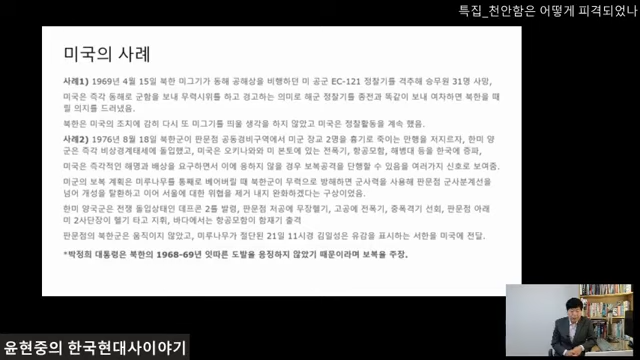 특집_천안함은 어떻게 피격되었나
미국의 사례
사례1) 1969년 4월 15일 북한 미그기가 동해 공해상을 비행하던 미 공군 EC-121 정찰기를 격추해 승무원 31명 사망,
미국은 즉각 동해로 군함을 보내 무력시위를 하고 경고하는 의미로 해군 정찰기를 종전과 똑같이 보내 여차하면 북한을 때
릴 의지를 드러냈음.
북한은 미국의 조치에 감히 다시 또 미그기를 띄울 생각을 하지 않았고 미국은 정찰활동을 계속 했음.
사례2) 1976년 8월 18일 북한군이 판문점 공동경비구역에서 미군 장교 2명을 흉기로 죽이는 만행을 저지르자, 한미 양
군은 즉각 비상경계태세에 돌입했고, 미국은 오키나와와 미 본토에 있는 전폭기, 항공모함, 해병대 등을 한국에 증파,
미국은 즉각적인 해명과 배상을 요구하면서 이에 응하지 않을 경우 보복공격을 단행할 수 있음을 여러가지 신호로 보여줌.
미군의 보복 계획은 미루나무를 통째로 베어버릴 때 북한군이 무력으로 방해하면 군사력을 사용해 판문점 군사분계선을
넘어 개성을 탈환하고 이어 서울에 대한 위협을 제거 내지 완화하겠다는 구상이었음.
한미 양국군은 전쟁 돌입상태인 데프콘 2를 발령, 판문점 저공에 무장헬기, 고공에 전폭기, 중폭격기 선회, 판문점 아래
미 2사단장이 헬기 타고 지휘, 바다에서는 항공모함이 함재기 출격
판문점의 북한군은 움직이지 않았고, 미루나무가 절단된 21일 11시경 김일성은 유감을 표시하는 서한을 미국에 전달.
*박정희 대통령은 북한의 1968-69년 잇따른 도발을 응징하지 않았기 때문이라며 보복을 주장.
윤현중의 한국현대사이야기